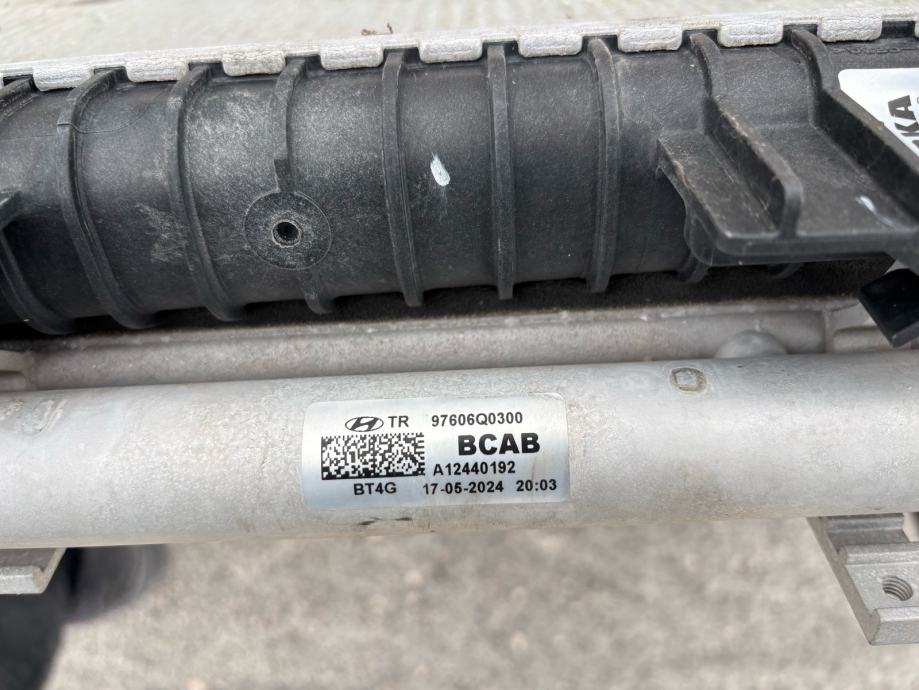 TR 97606Q0300
BCAB
A12440192
BT4G 17-05-2024 20:03